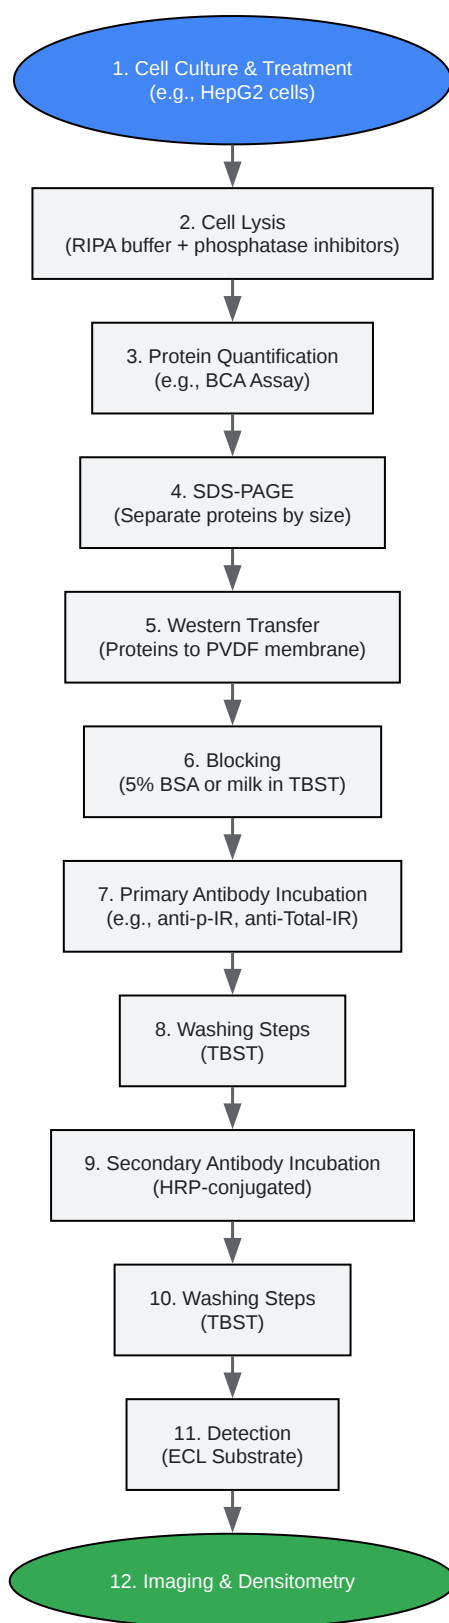 1. Cell Culture & Treatment
(e.g., HepG2 cells)
2. Cell Lysis
(RIPA buffer + phosphatase inhibitors)
3. Protein Quantification
(e.g., BCA Assay)
4. SDS-PAGE
(Separate proteins by size)
5. Western Transfer
(Proteins to PVDF membrane)
6. Blocking
(5% BSA or milk in TBST)
7. Primary Antibody Incubation
(e.g., anti-p-IR, anti-Total-IR)
8. Washing Steps
(TBST)
9. Secondary Antibody Incubation
(HRP-conjugated)
10. Washing Steps
(TBST)
11. Detection
(ECL Substrate)
12. Imaging & Densitometry